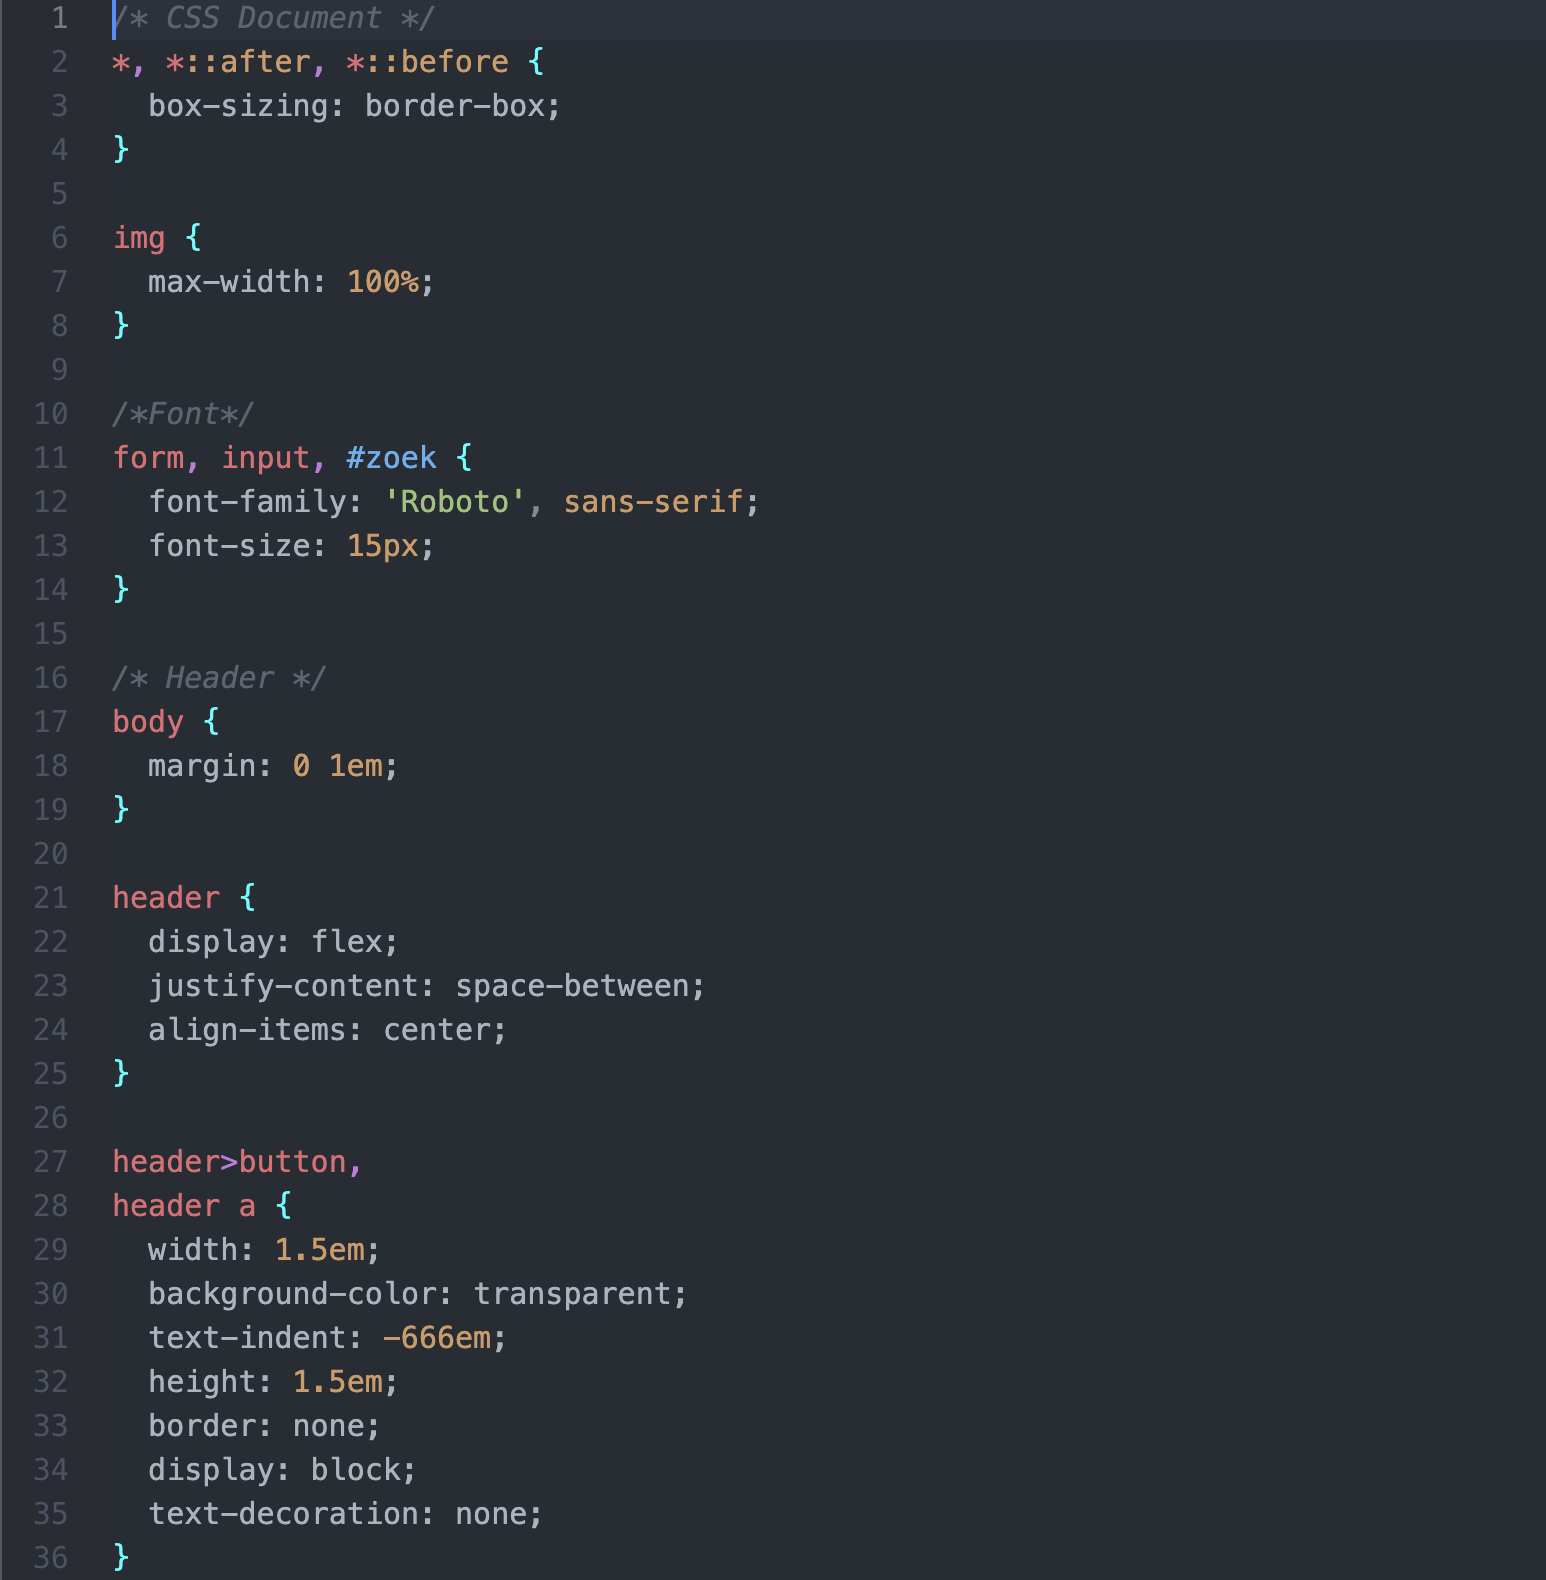 1 /* CSS Document */
2 *, *::after, *::before {
3   box-sizing: border-box;
4 }
5
6 img {
7   max-width: 100%;
8 }
9
10 /*Font*/
11 form, input, #zoek {
12   font-family: 'Roboto', sans-serif;
13   font-size: 15px;
14 }
15
16 /* Header */
17 body {
18   margin: 0 1em;
19 }
20
21 header {
22   display: flex;
23   justify-content: space-between;
24   align-items: center;
25 }
26
27 header>button,
28 header a {
29   width: 1.5em;
30   background-color: transparent;
31   text-indent: -666em;
32   height: 1.5em;
33   border: none;
34   display: block;
35   text-decoration: none;
36 }